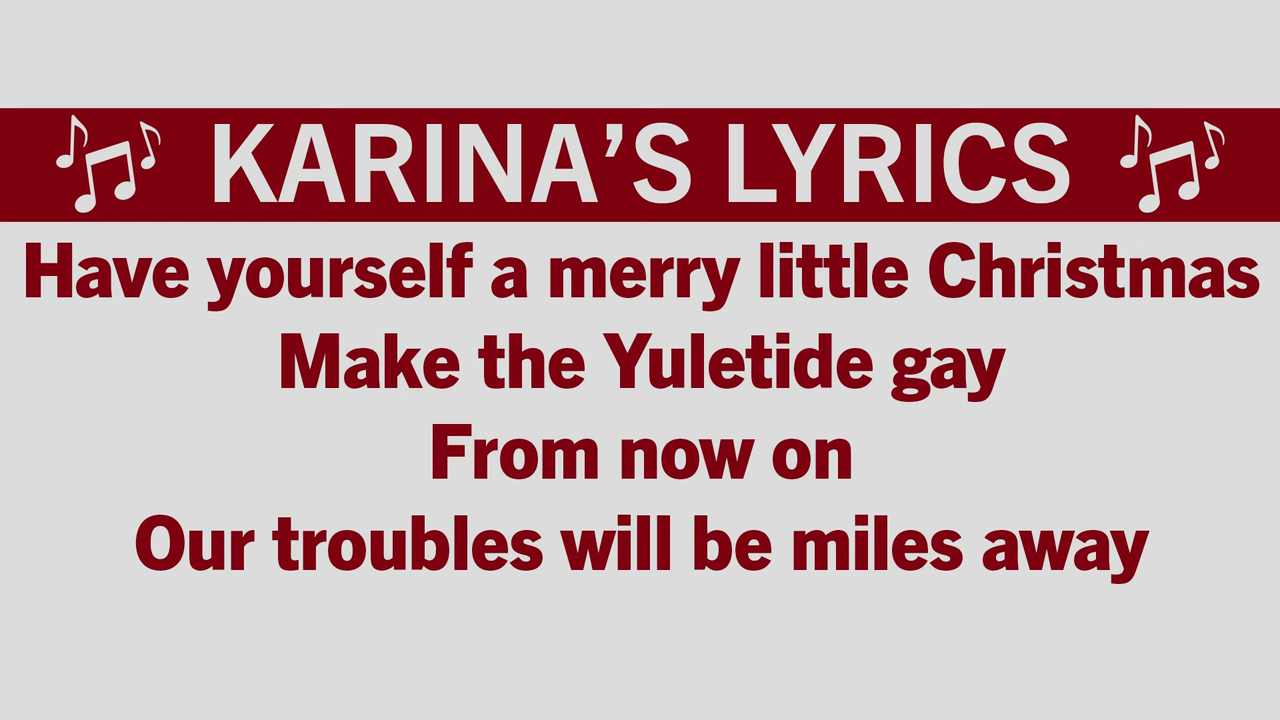 KARINA’S LYRICS
Have yourself a merry little Christmas
Make the Yuletide gay
From now on
Our troubles will be miles away